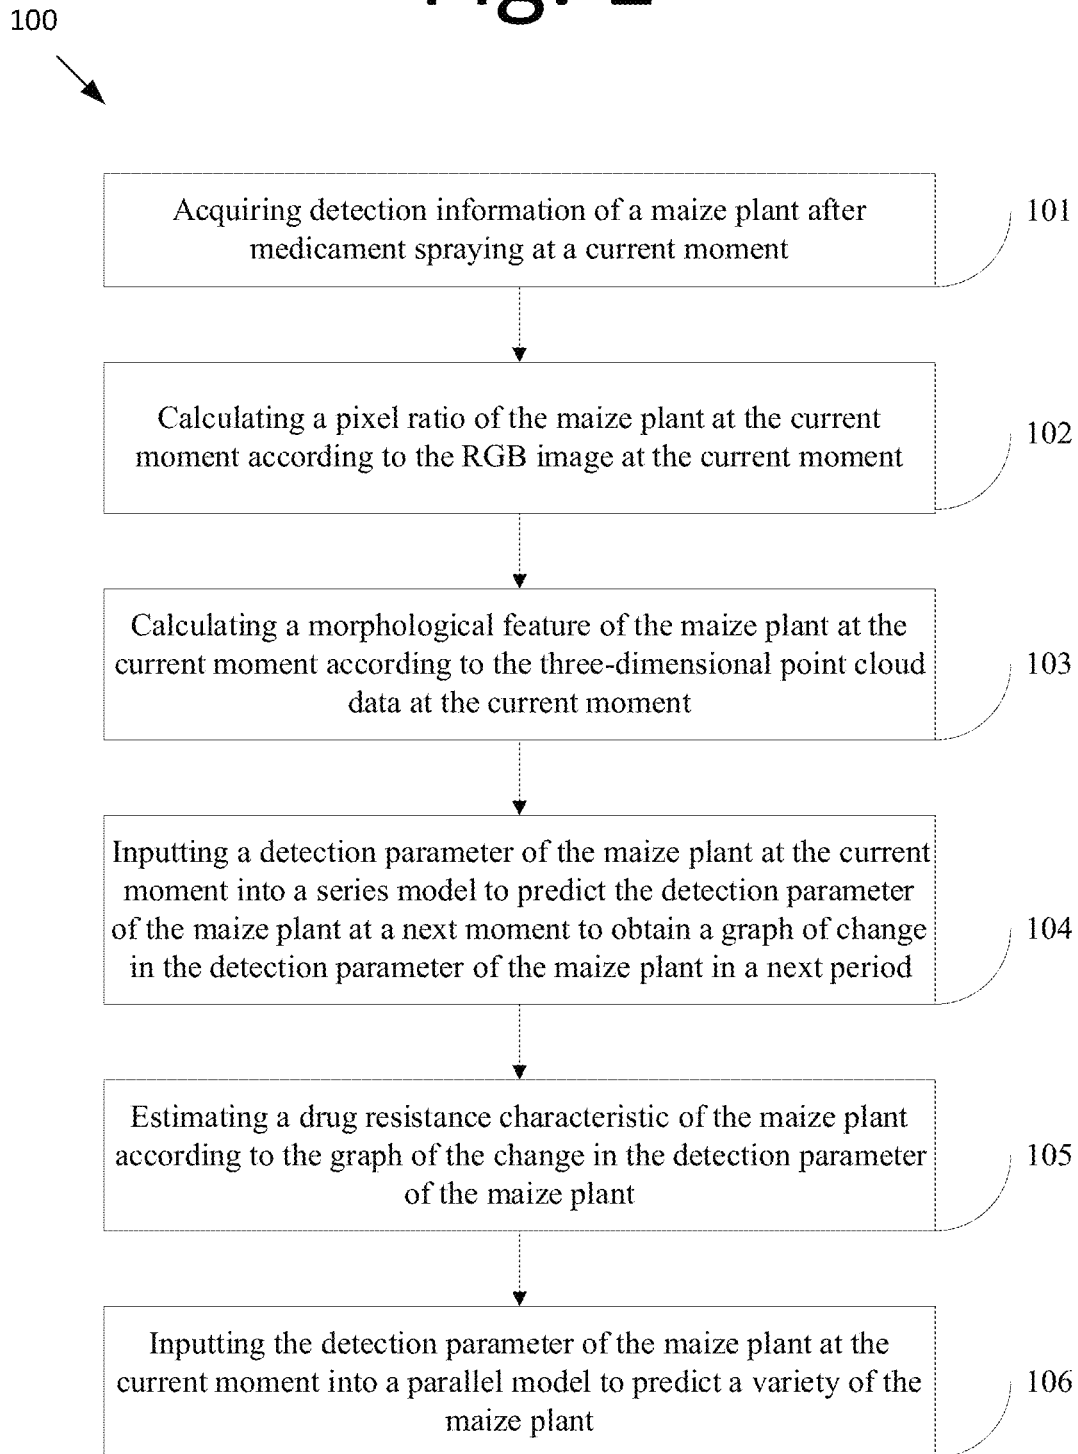 100
Acquiring detection information of a maize plant after
medicament spraying at a current moment
101
Calculating a pixel ratio of the maize plant at the current
moment according to the RGB image at the current moment
102
Calculating a morphological feature of the maize plant at the
current moment according to the three-dimensional point cloud
data at the current moment
103
Inputting a detection parameter of the maize plant at the current
moment into a series model to predict the detection parameter
of the maize plant at a next moment to obtain a graph of change
in the detection parameter of the maize plant in a next period
104
Estimating a drug resistance characteristic of the maize plant
according to the graph of the change in the detection parameter
of the maize plant
105
Inputting the detection parameter of the maize plant at the
current moment into a parallel model to predict a variety of the
maize plant
106